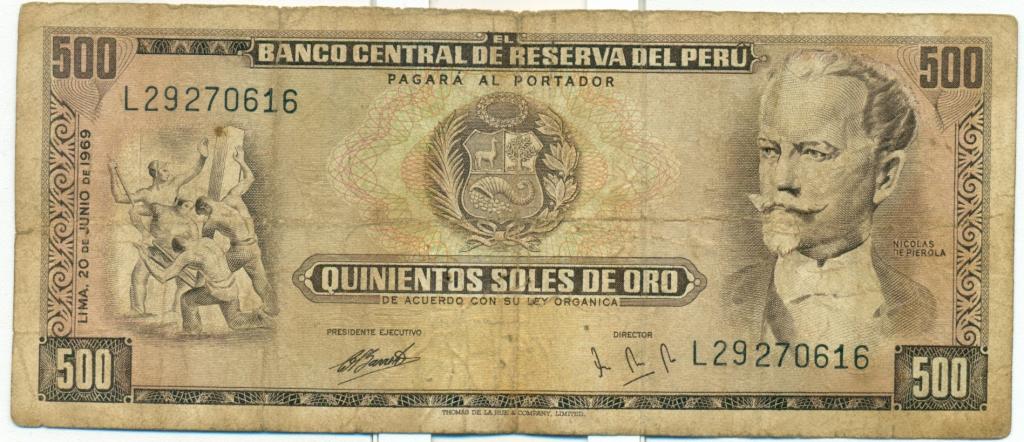 500
EL
BANCO CENTRAL DE RESERVA DEL PERÚ
500
PAGARÁ AL PORTADOR
L29270616
LIMA, 20 DE JUNIO DE 1969
NICOLAS
DE PIEROLA
QUINIENTOS SOLES DE ORO
DE ACUERDO CON SU LEY ORGANICA
PRESIDENTE EJECUTIVO
DIRECTOR
L29270616
500
500
THOMAS DE LA RUE & COMPANY, LIMITED.